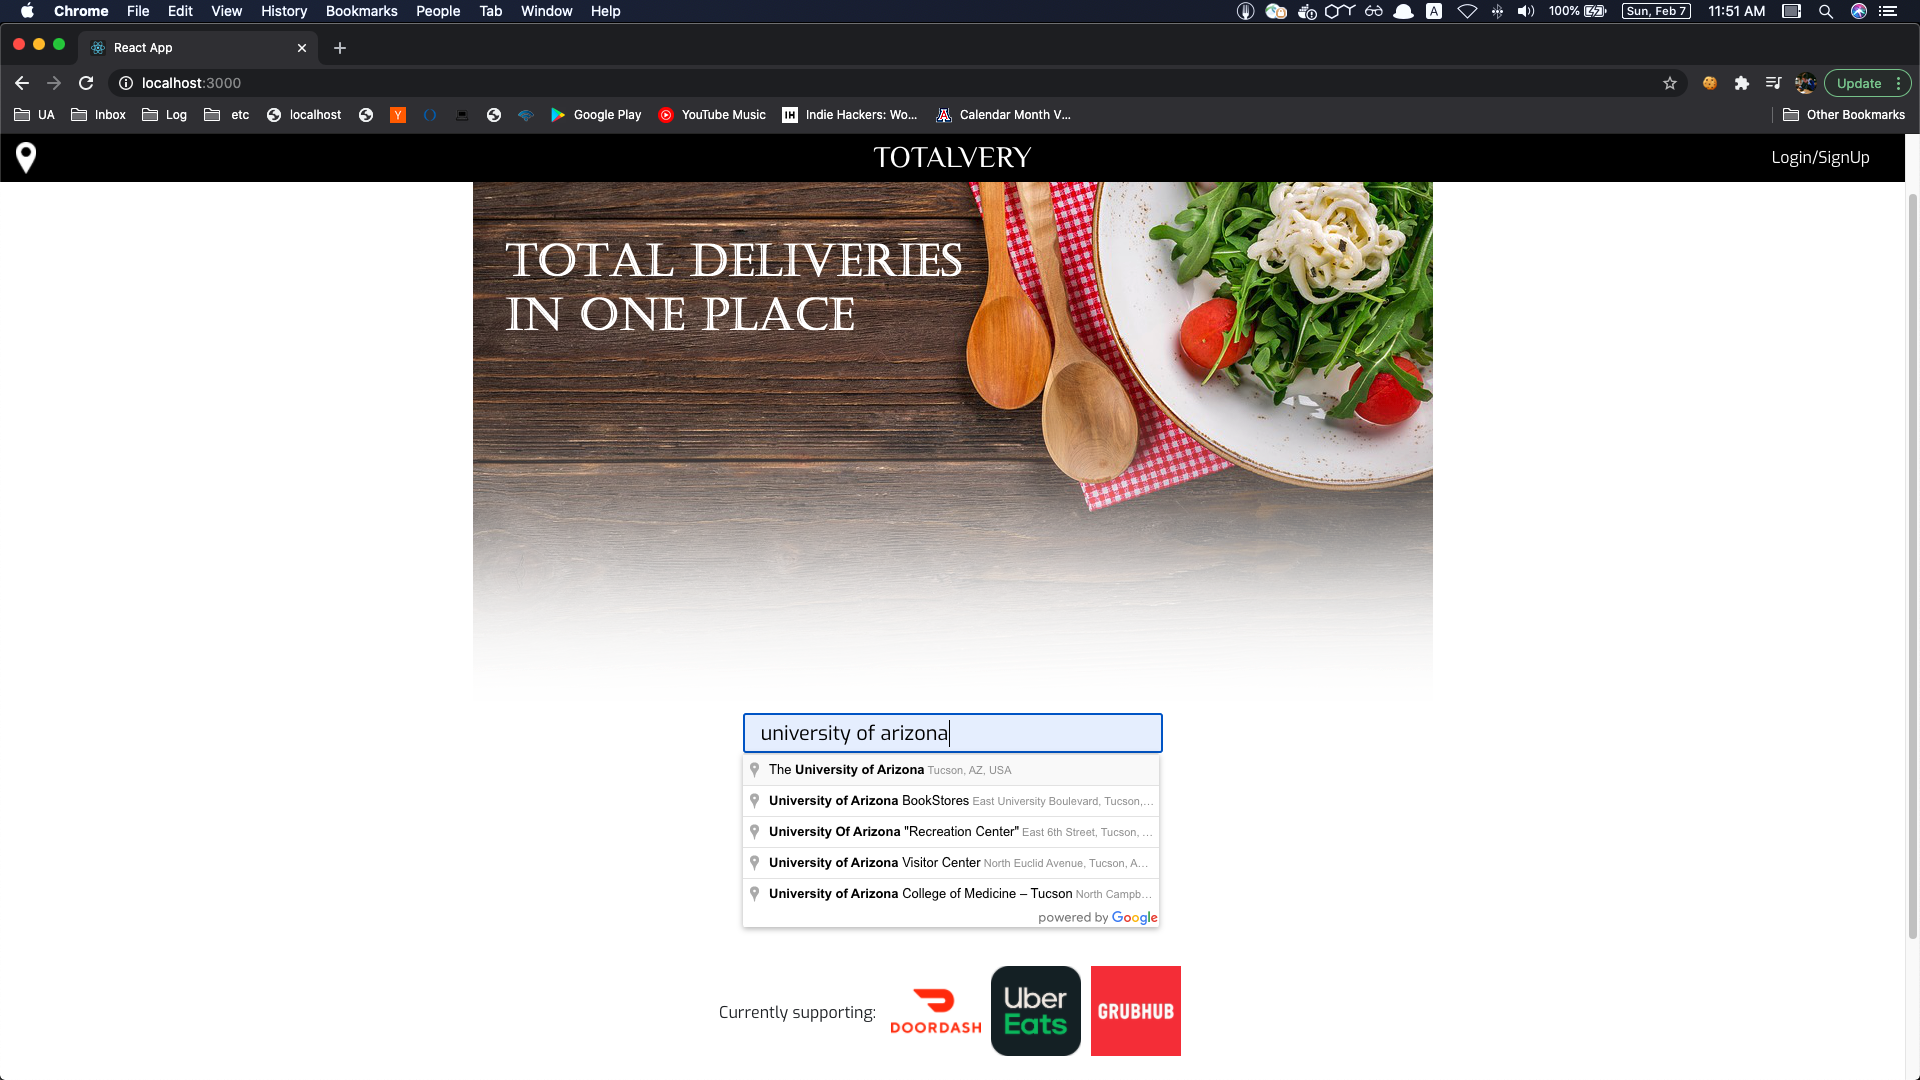 Chrome File Edit View History Bookmarks People Tab Window Help A 100% Sun, Feb 7 11:51 AM
React App
localhost:3000 Update
UA Inbox Log etc localhost Y Google Play YouTube Music IH Indie Hackers: Wo... A Calendar Month V... Other Bookmarks
TOTALVERY Login/SignUp
TOTAL DELIVERIES
IN ONE PLACE
university of arizona
The University of Arizona Tucson, AZ, USA
University of Arizona BookStores East University Boulevard, Tucson,...
University Of Arizona "Recreation Center" East 6th Street, Tucson, ...
University of Arizona Visitor Center North Euclid Avenue, Tucson, A...
University of Arizona College of Medicine – Tucson North Campb...
powered by Google
Currently supporting: DOORDASH Uber Eats GRUBHUB